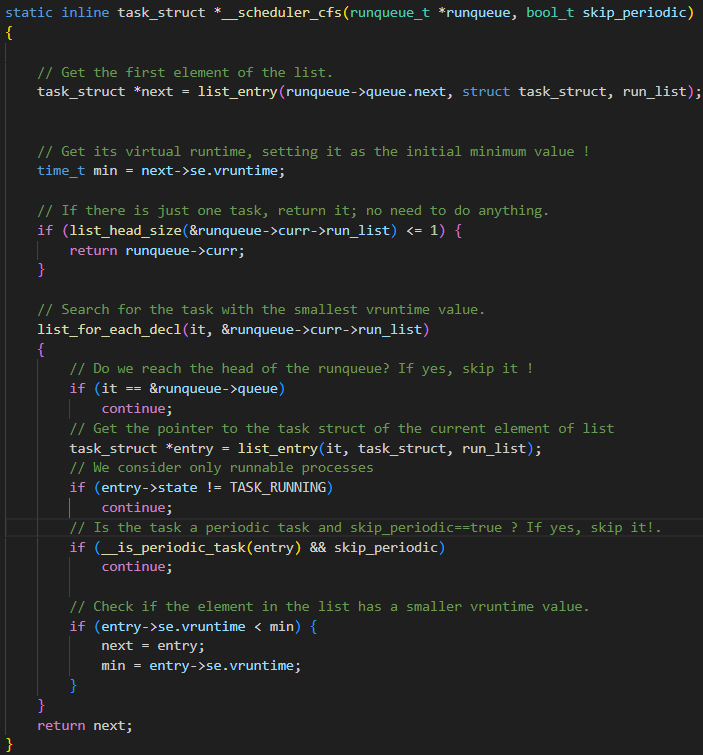 static inline task_struct *__scheduler_cfs(runqueue_t *runqueue, bool_t skip_periodic)
{
    // Get the first element of the list.
    task_struct *next = list_entry(runqueue->queue.next, struct task_struct, run_list);
    // Get its virtual runtime, setting it as the initial minimum value !
    time_t min = next->se.vruntime;
    // If there is just one task, return it; no need to do anything.
    if (list_head_size(&runqueue->curr->run_list) <= 1) {
        return runqueue->curr;
    }
    // Search for the task with the smallest vruntime value.
    list_for_each_decl(it, &runqueue->curr->run_list)
    {
        // Do we reach the head of the runqueue? If yes, skip it !
        if (it == &runqueue->queue)
            continue;
        // Get the pointer to the task struct of the current element of list
        task_struct *entry = list_entry(it, task_struct, run_list);
        // We consider only runnable processes
        if (entry->state != TASK_RUNNING)
            continue;
        // Is the task a periodic task and skip_periodic==true ? If yes, skip it!.
        if (__is_periodic_task(entry) && skip_periodic)
            continue;
        // Check if the element in the list has a smaller vruntime value.
        if (entry->se.vruntime < min) {
            next = entry;
            min = entry->se.vruntime;
        }
    }
    return next;
}